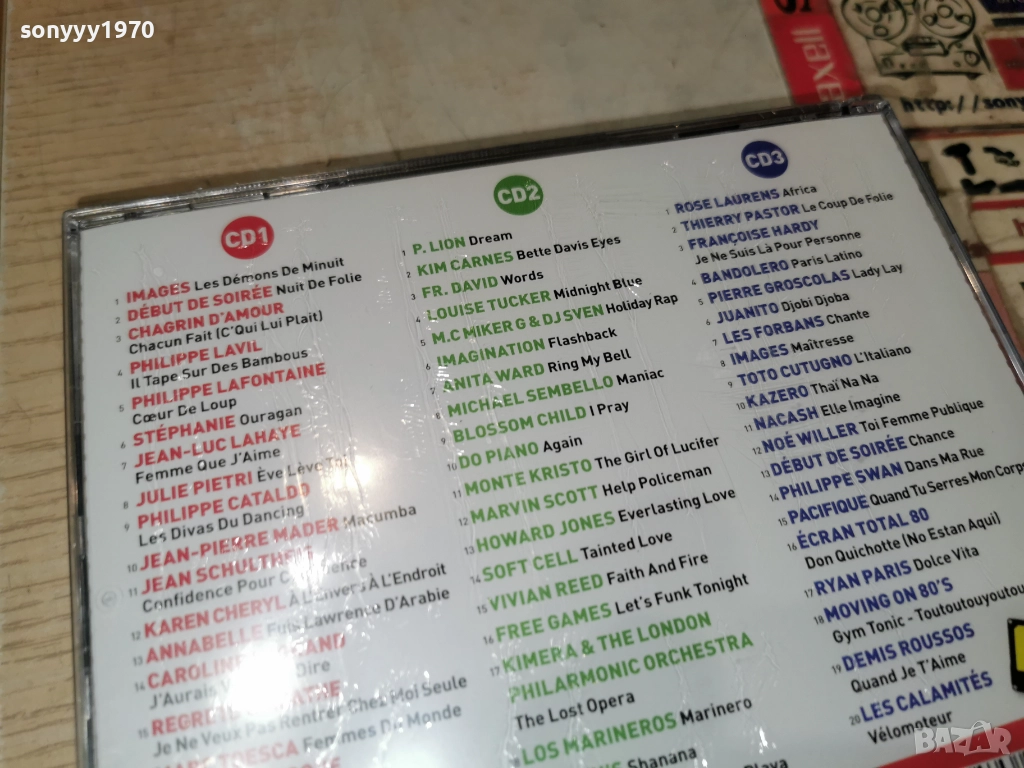 sonyyy1970
maxell
http://sony
CD1
1 IMAGES Les Démons De Minuit
2 DÉBUT DE SOIRÉE Nuit De Folie
3 CHAGRIN D'AMOUR
Chacun Fait (C'Qui Lui Plait)
4 PHILIPPE LAVIL
Il Tape Sur Des Bambous
5 PHILIPPE LAFONTAINE
Cœur De Loup
6 STÉPHANIE Ouragan
7 JEAN-LUC LAHAYE
Femme Que J'Aime
8 JULIE PIETRI Ève Lève-Toi
9 PHILIPPE CATALDO
Les Divas Du Dancing
10 JEAN-PIERRE MADER Macumba
11 JEAN SCHULTHEIS
Confidence Pour
12 KAREN CHERYL À L'Envers À L'Endroit
13 ANNABELLE Fuis Lawrence D'Arabie
14 CAROLINE
J'Aurais Dire
15
Je Ne Veux Pas Rentrer Chez Moi Seule
Femmes Du Monde
CD2
1 P. LION Dream
2 KIM CARNES Bette Davis Eyes
3 FR. DAVID Words
4 LOUISE TUCKER Midnight Blue
5 M.C MIKER G & DJ SVEN Holiday Rap
6 IMAGINATION Flashback
7 ANITA WARD Ring My Bell
8 MICHAEL SEMBELLO Maniac
9 BLOSSOM CHILD I Pray
10 DO PIANO Again
11 MONTE KRISTO The Girl Of Lucifer
12 MARVIN SCOTT Help Policeman
13 HOWARD JONES Everlasting Love
14 SOFT CELL Tainted Love
15 VIVIAN REED Faith And Fire
16 FREE GAMES Let's Funk Tonight
17 KIMERA & THE LONDON
PHILARMONIC ORCHESTRA
The Lost Opera
LOS MARINEROS Marinero
Shanana
CD3
1 ROSE LAURENS Africa
2 THIERRY PASTOR Le Coup De Folie
3 FRANÇOISE HARDY
Je Ne Suis Là Pour Personne
4 BANDOLERO Paris Latino
5 PIERRE GROSCOLAS Lady Lay
6 JUANITO Djobi Djoba
7 LES FORBANS Chante
8 IMAGES Maîtresse
9 TOTO CUTUGNO L'Italiano
10 KAZERO Thaï Na Na
11 NACASH Elle Imagine
12 NOÉ WILLER Toi Femme Publique
13 DÉBUT DE SOIRÉE Chance
14 PHILIPPE SWAN Dans Ma Rue
15 PACIFIQUE Quand Tu Serres Mon Corps
16 ÉCRAN TOTAL 80
Don Quichotte (No Estan Aqui)
17 RYAN PARIS Dolce Vita
18 MOVING ON 80'S
Gym Tonic - Toutoutouyoutou
19 DEMIS ROUSSOS
Quand Je T'Aime
20 LES CALAMITÉS
Vélomoteur
BAZAR